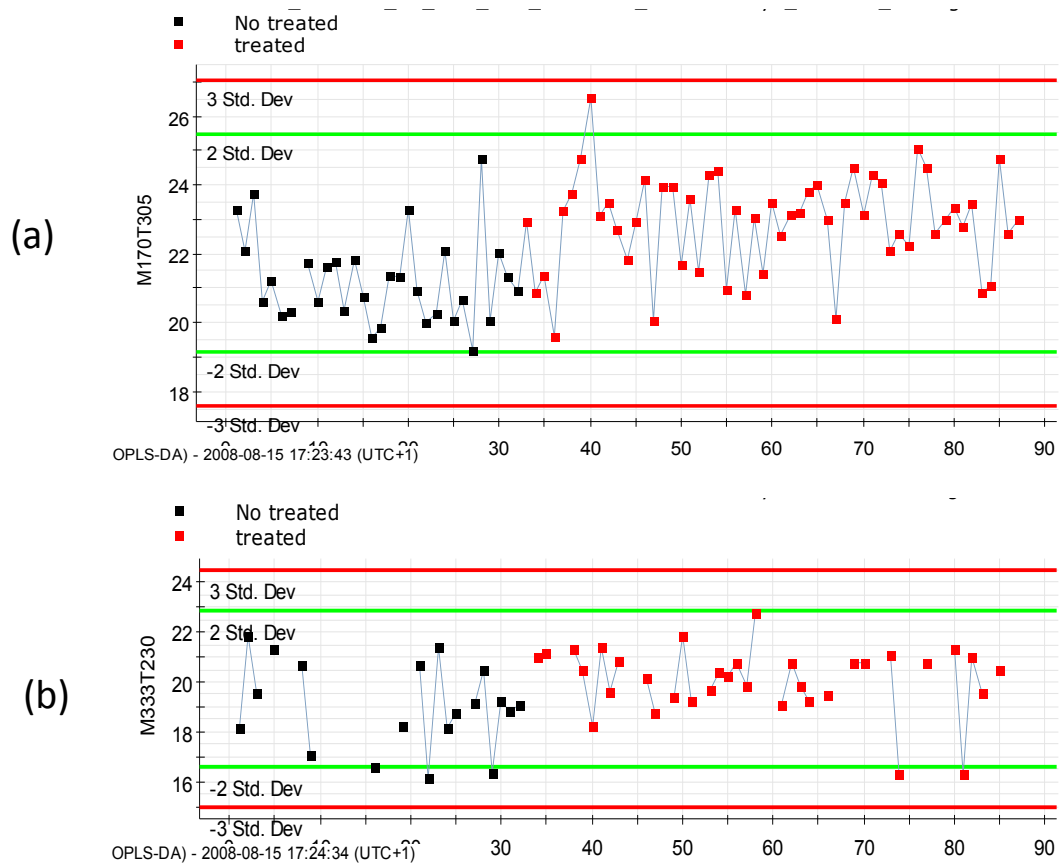 No treated
treated
(a)
M170T305
26
24
22
20
18
3 Std. Dev
2 Std. Dev
-2 Std. Dev
-3 Std. Dev
30 40 50 60 70 80 90
OPLS-DA) - 2008-08-15 17:23:43 (UTC+1)
No treated
treated
(b)
M333T230
24
22
20
18
16
3 Std. Dev
2 Std. Dev
-2 Std. Dev
-3 Std. Dev
30 40 50 60 70 80 90
OPLS-DA) - 2008-08-15 17:24:34 (UTC+1)